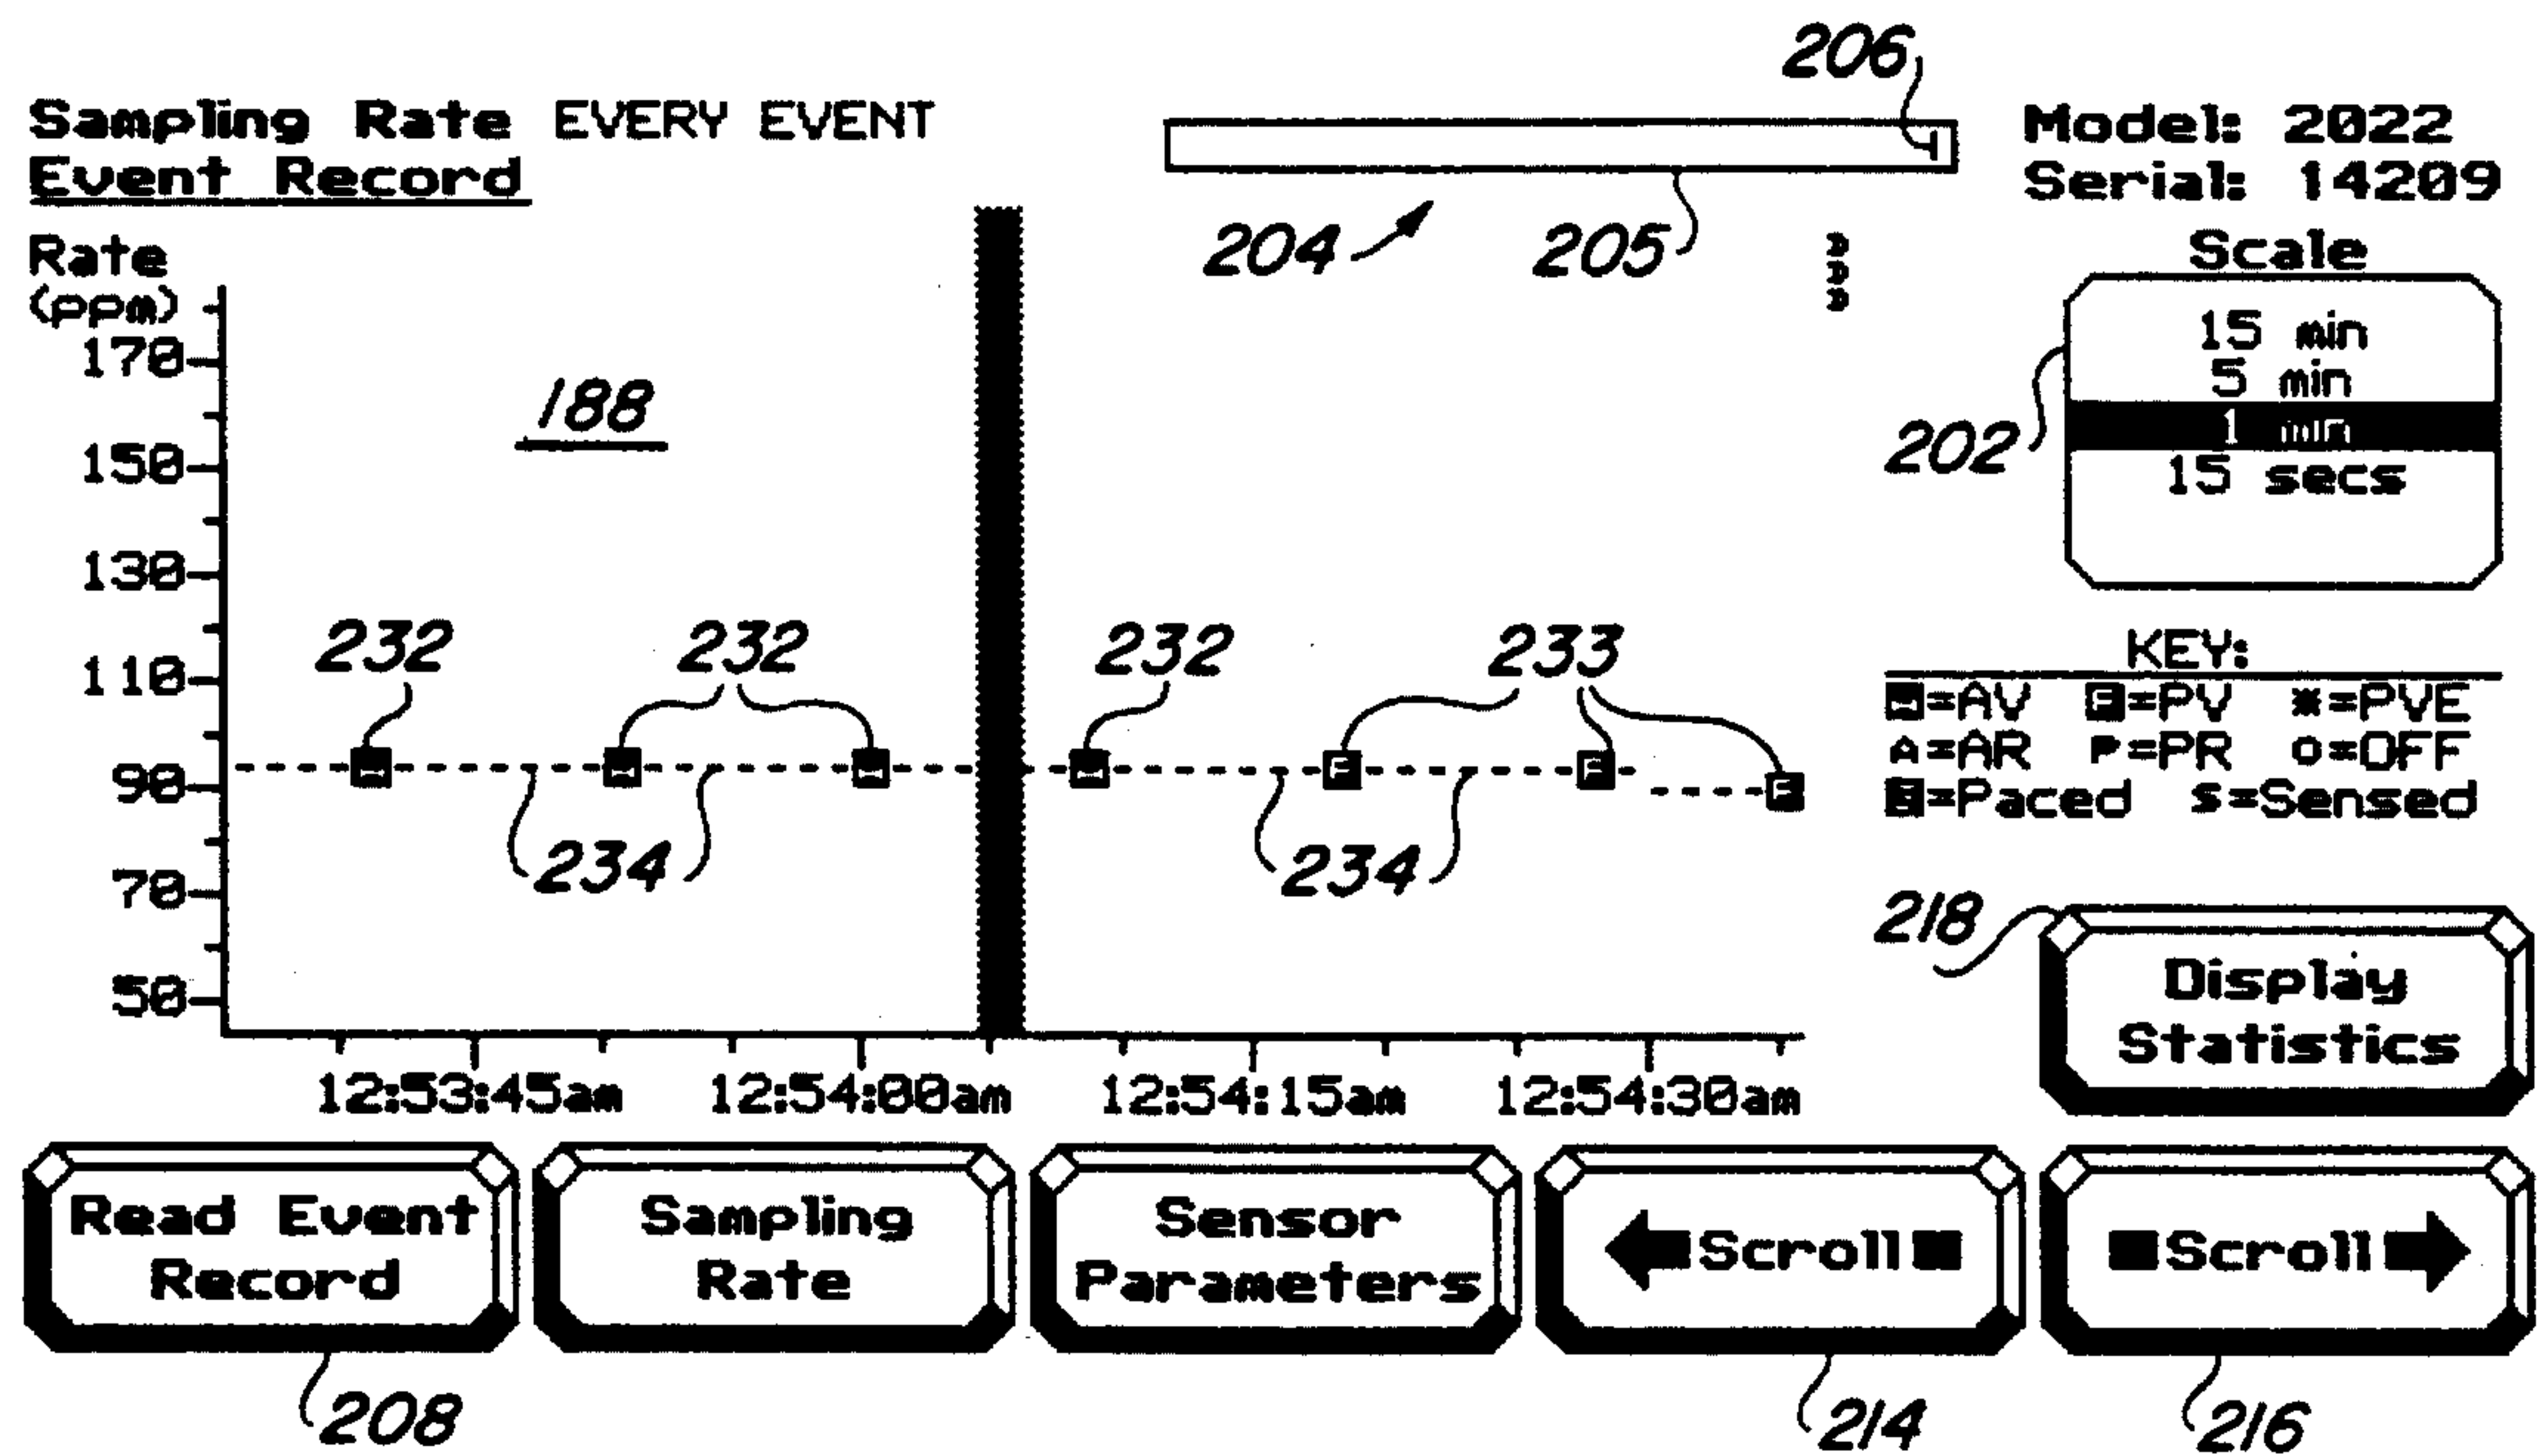 206
Sampling Rate EVERY EVENT
Event Record
Model: 2022
Serial: 14209
204
205
Rate
(ppm)
Scale
15 min
5 min
1 min
15 secs
202
170
150
130
110
90
70
50
188
232
232
232
233
234
234
KEY:
=AV F=PV *=PVE
A=AR P=PR O=OFF
S=Paced S=Sensed
218
Display
Statistics
12:53:45am 12:54:00am 12:54:15am 12:54:30am
Read Event
Record
Sampling
Rate
Sensor
Parameters
Scroll
Scroll
208
214
216